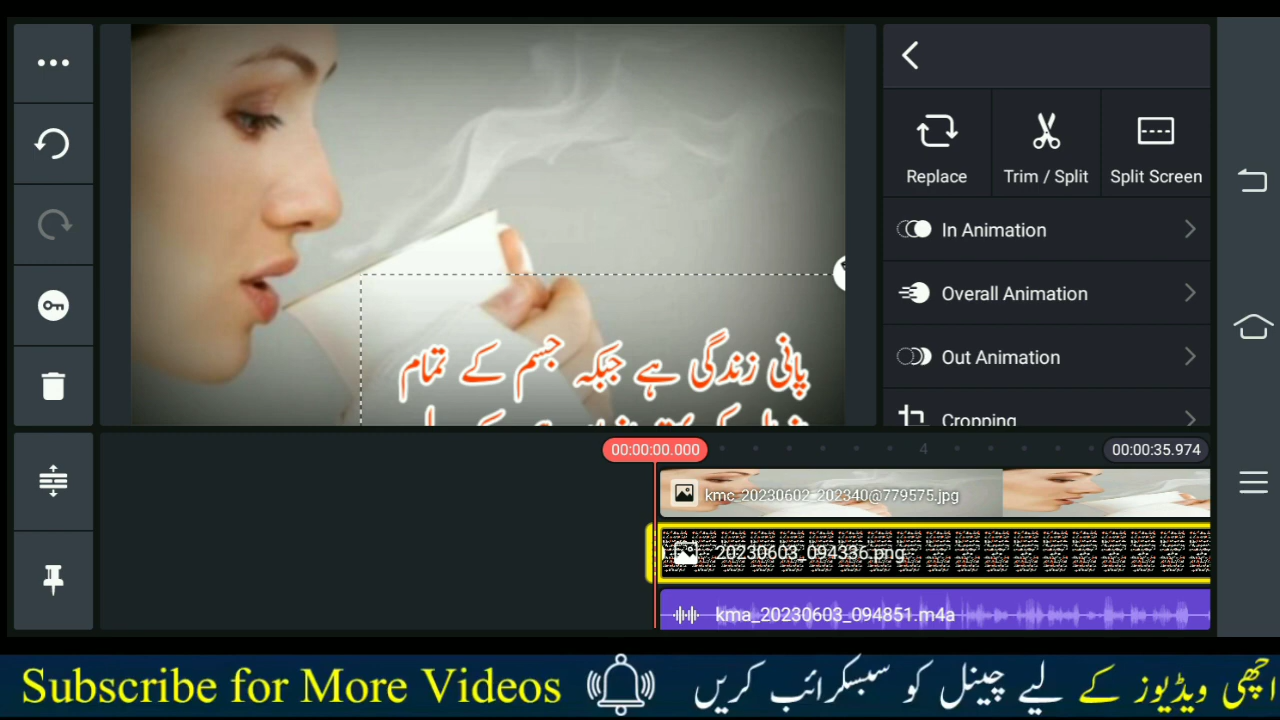 Replace
Trim / Split
Split Screen
In Animation
Overall Animation
Out Animation
Cropping
پانی زندگی ہے جبکہ جسم کے تمام
00:00:00.000
4
00:00:35.974
kmc_20230602_202340@779575.jpg
20230603_094336.png
kma_20230603_094851.m4a
Subscribe for More Videos
اچھی ویڈیوز کے لیے چینل کو سبسکرائب کریں